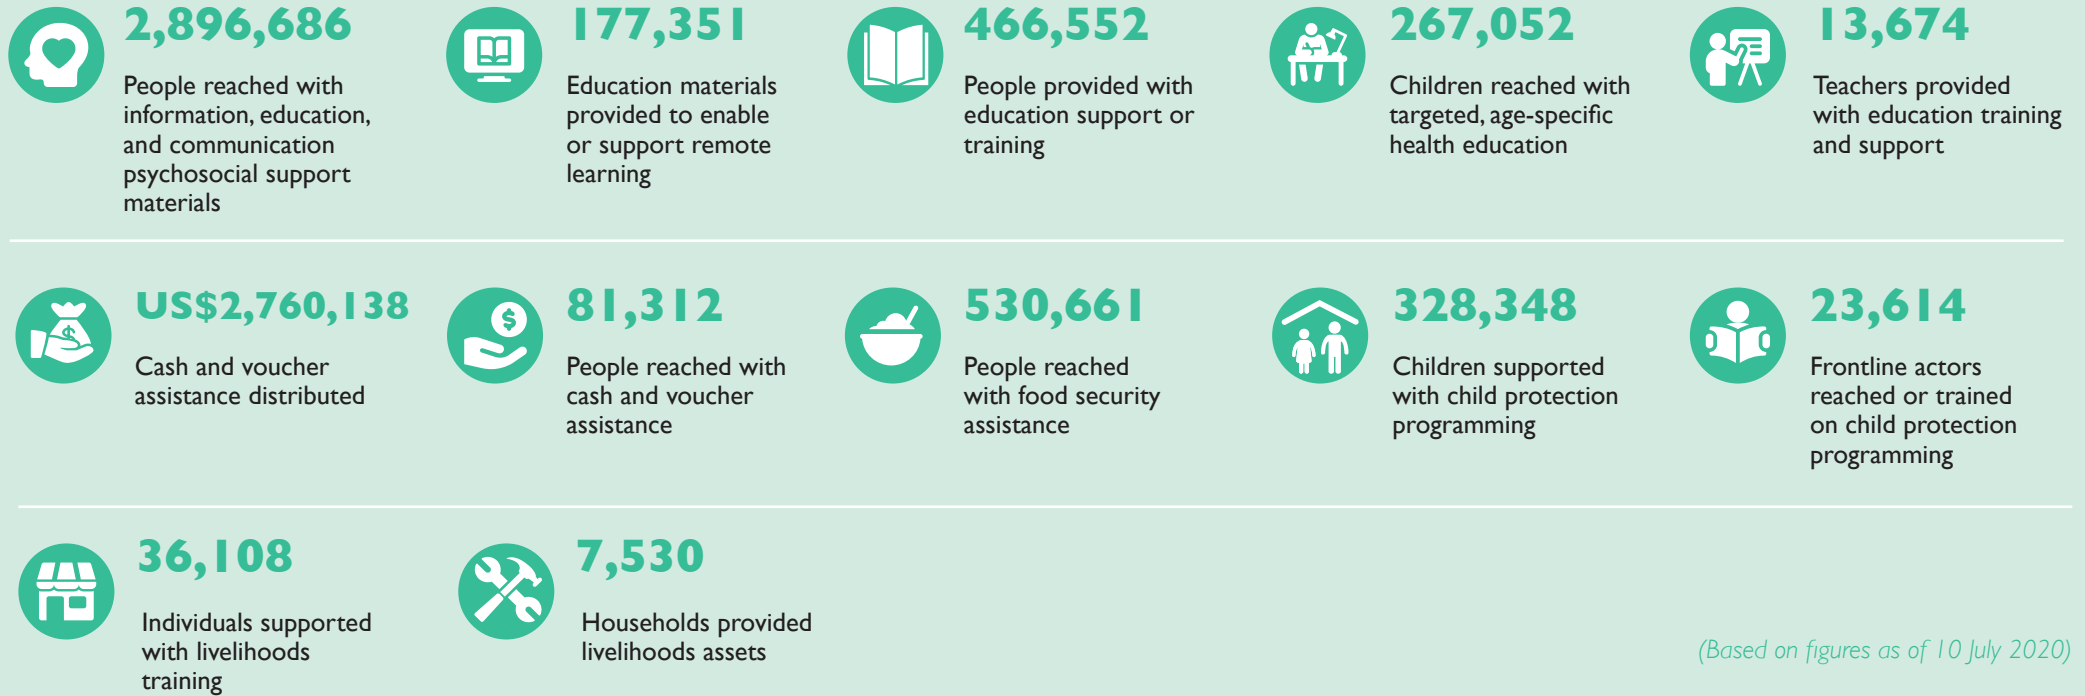 2,896,686
People reached with
information, education,
and communication
psychosocial support
materials
177,351
Education materials
provided to enable
or support remote
learning
466,552
People provided with
education support or
training
267,052
Children reached with
targeted, age-specific
health education
13,674
Teachers provided
with education training
and support
US$2,760,138
Cash and voucher
assistance distributed
81,312
People reached with
cash and voucher
assistance
530,661
People reached
with food security
assistance
328,348
Children supported
with child protection
programming
23,614
Frontline actors
reached or trained
on child protection
programming
36,108
Individuals supported
with livelihoods
training
7,530
Households provided
livelihoods assets
(Based on figures as of 10 July 2020)